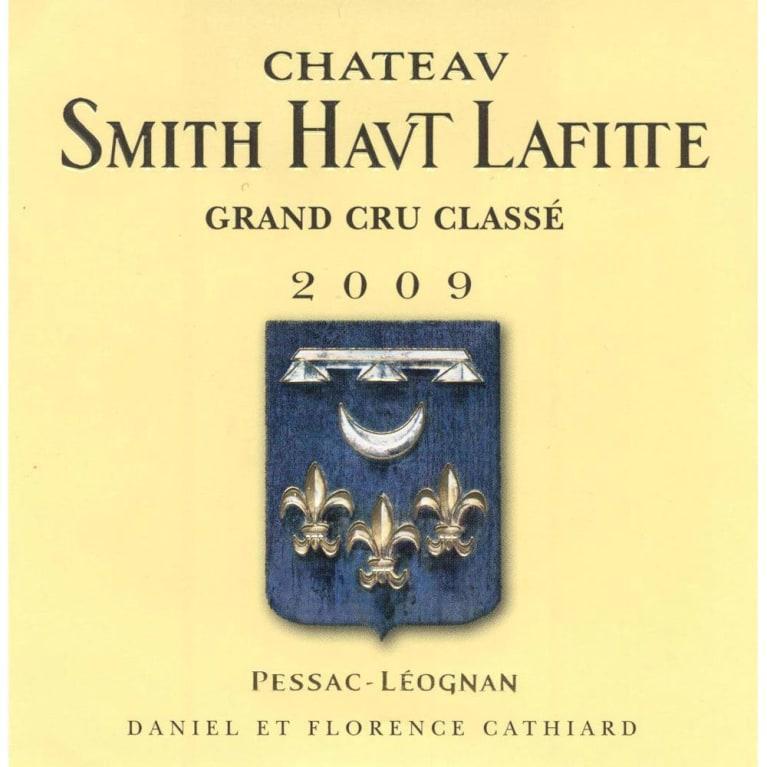 CHATEAV
SMITH HAVT LAFITTE
GRAND CRU CLASSÉ
2009
PESSAC-LÉOGNAN
DANIEL ET FLORENCE CATHIARD